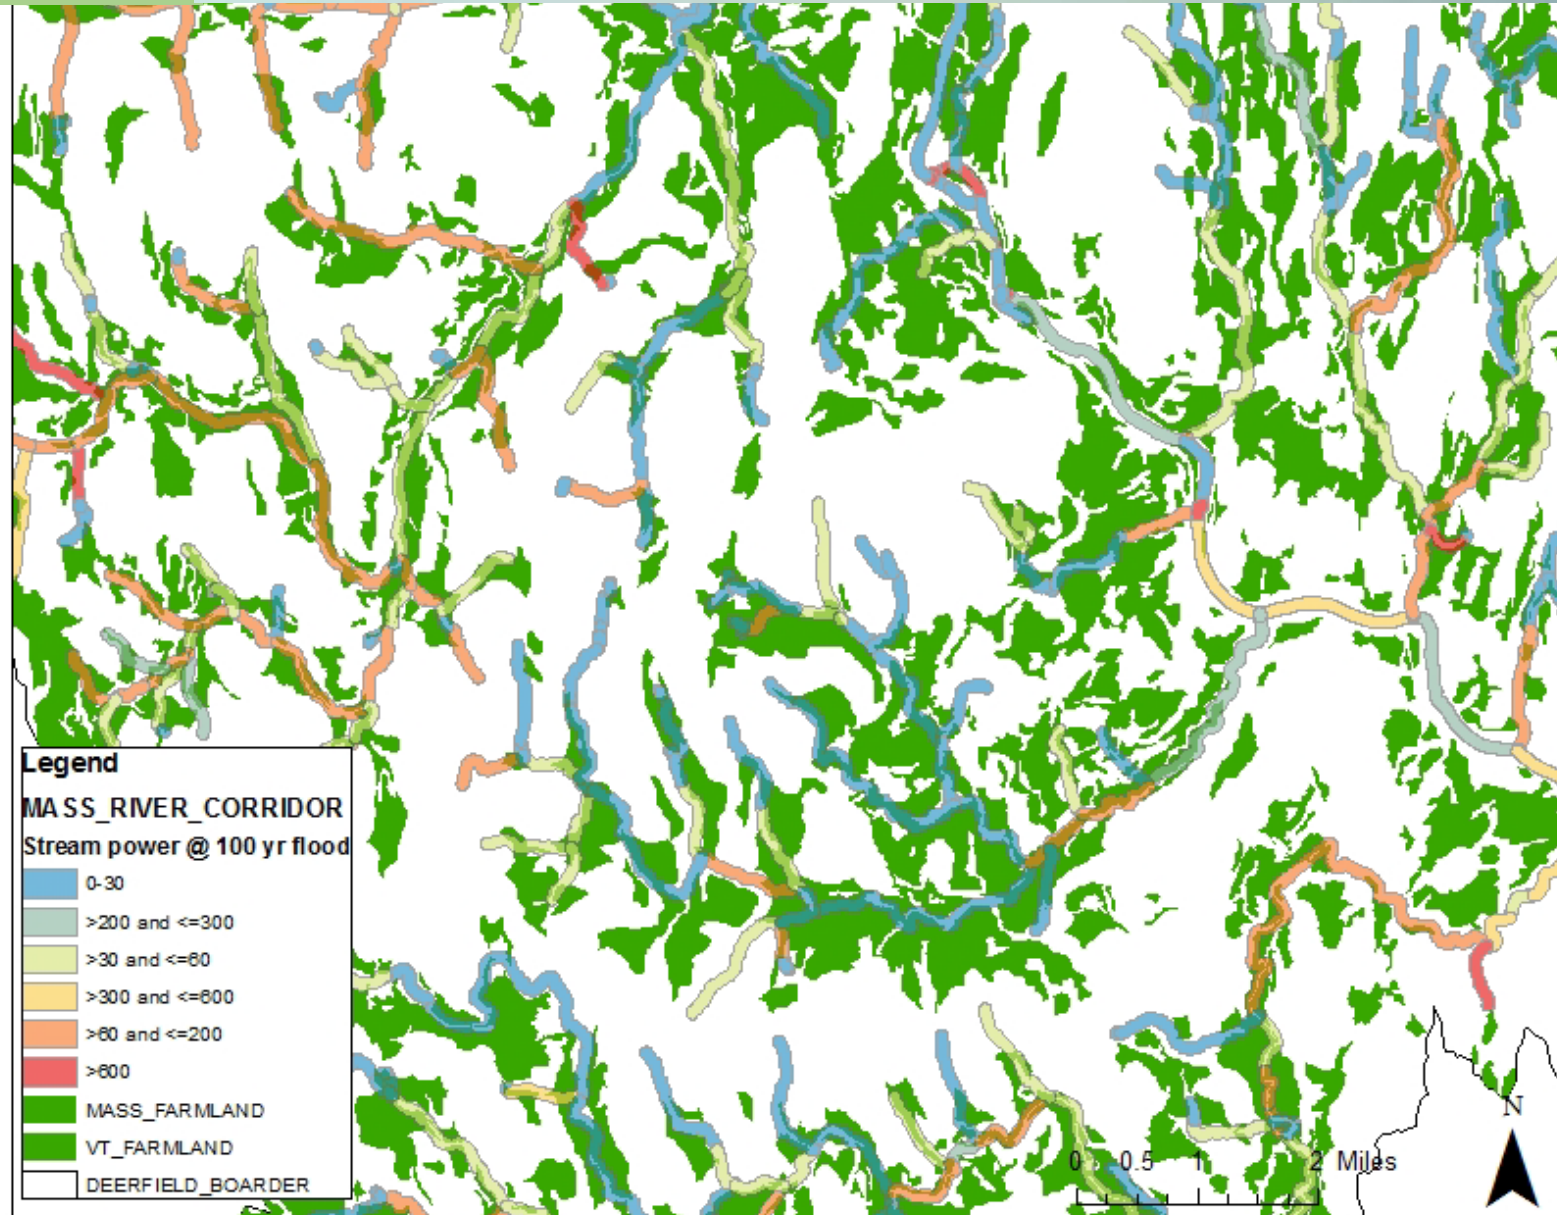 Legend
MASS_RIVER_CORRIDOR
Stream power @ 100 yr flood
0-30
>200 and <=300
>30 and <=60
>300 and <=600
>60 and <=200
>600
MASS_FARMLAND
VT_FARMLAND
DEERFIELD_BOARDER
N
0 0.5 1 2 Miles